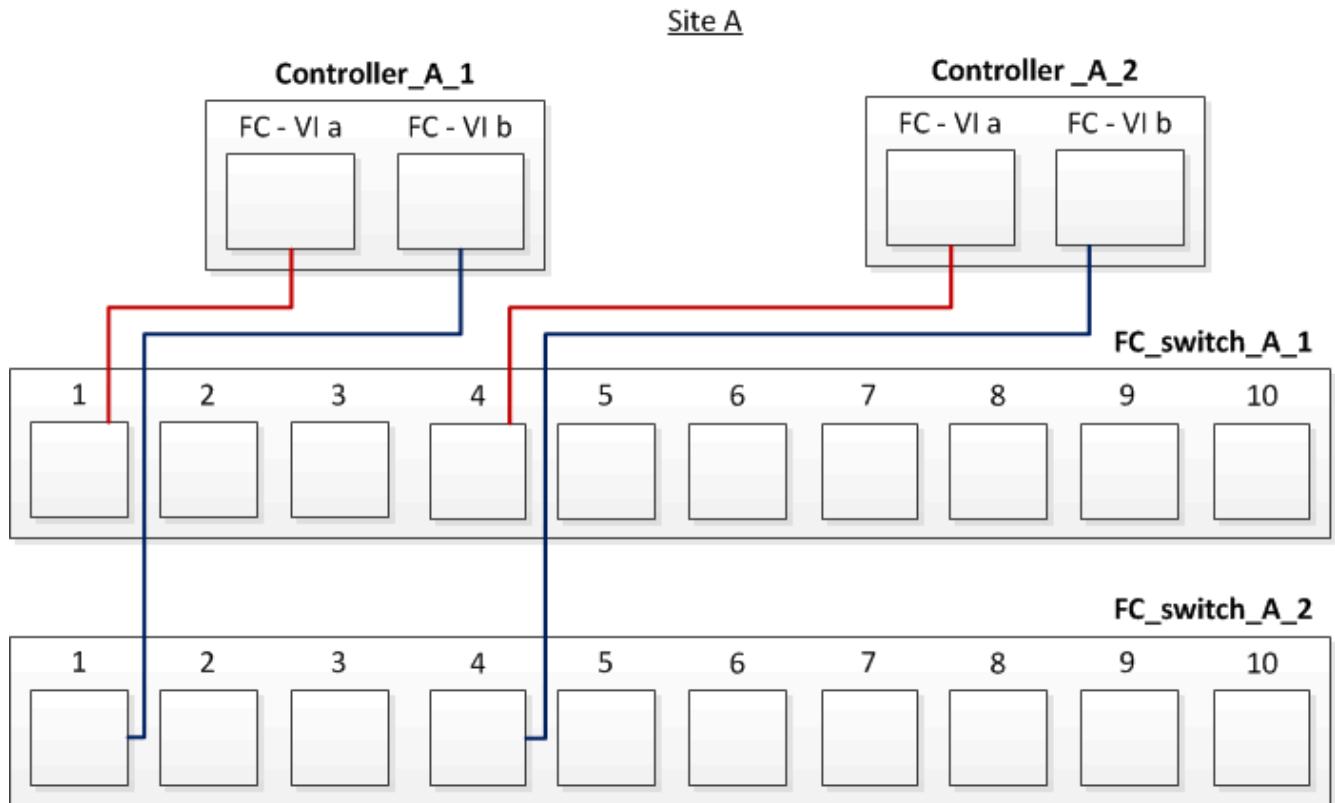 Site A
Controller_A_1
Controller _A_2
FC - VI a FC - VI b
FC - VI a FC - VI b
FC_switch_A_1
1 2 3 4 5 6 7 8 9 10
FC_switch_A_2
1 2 3 4 5 6 7 8 9 10